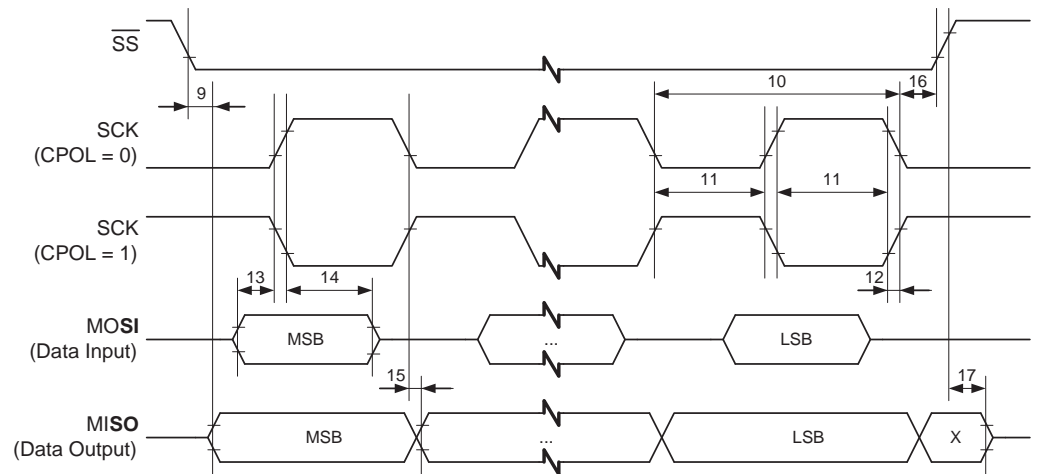 SS
10
16
9
SCK
(CPOL = 0)
11
11
SCK
(CPOL = 1)
13
14
12
MOSI
(Data Input)
MSB
...
LSB
15
17
MISO
(Data Output)
MSB
...
LSB
X